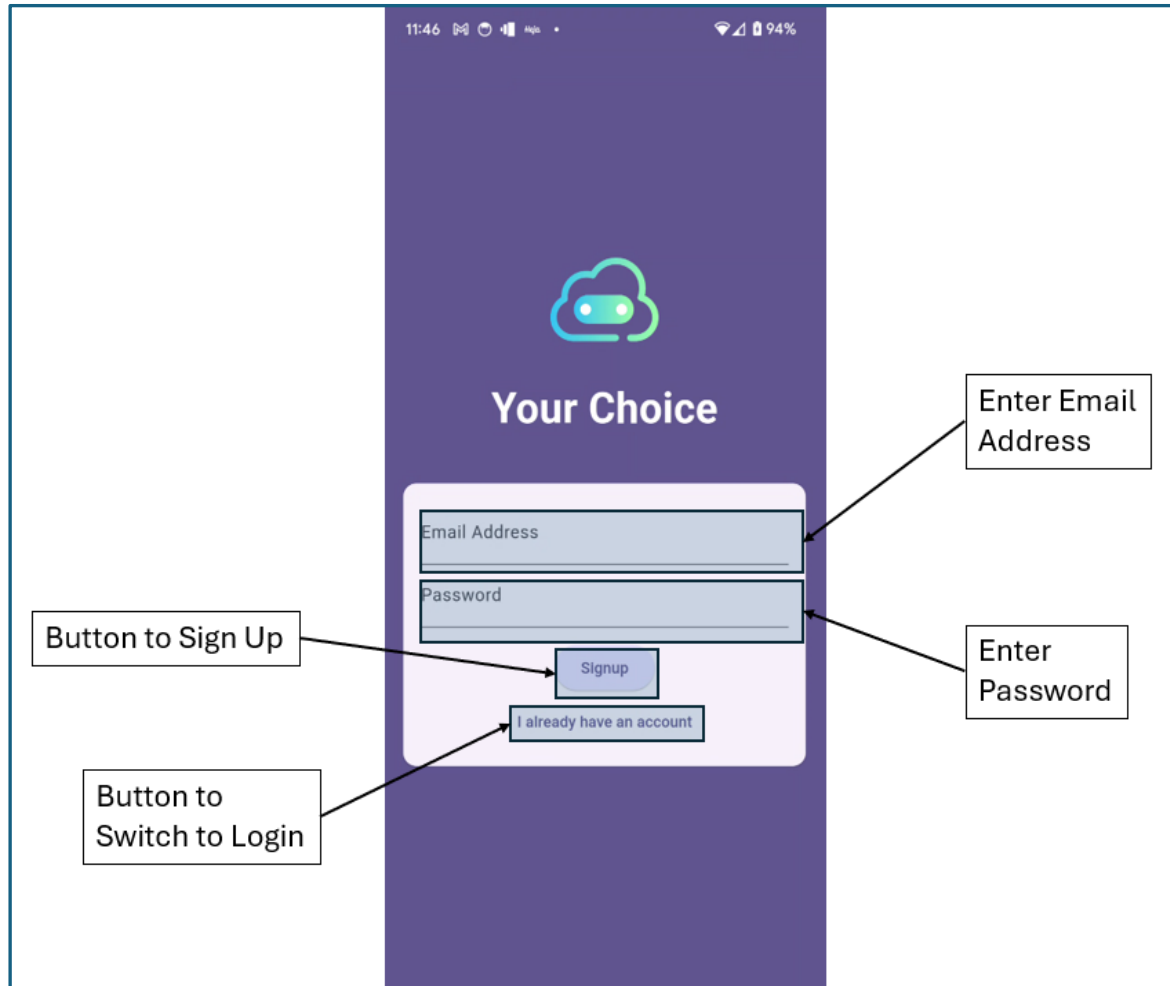 11:46
94%
Your Choice
Enter Email
Address
Email Address
Password
Button to Sign Up
Signup
Enter
Password
I already have an account
Button to
Switch to Login